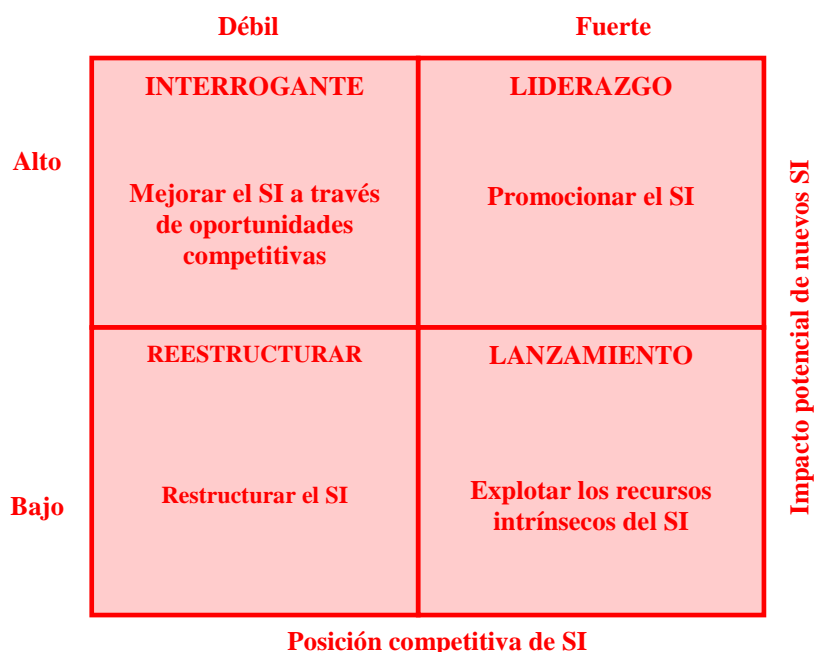 Débil
Fuerte
INTERROGANTE
LIDERAZGO
Alto
Mejorar el SI a través
de oportunidades
competitivas
Promocionar el SI
REESTRUCTURAR
LANZAMIENTO
Bajo
Restructurar el SI
Explotar los recursos
intrínsecos del SI
Impacto potencial de nuevos SI
Posición competitiva de SI